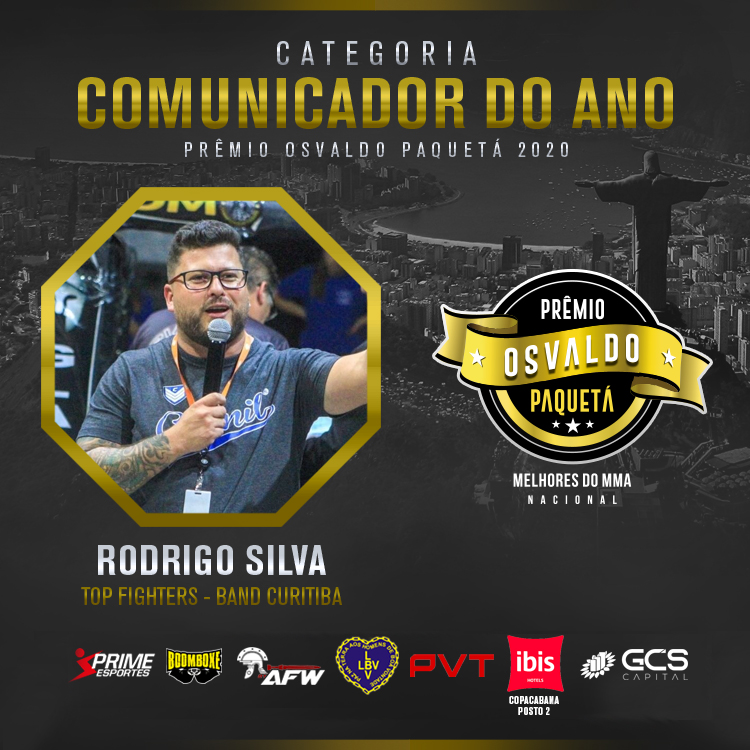 CATEGORIA
COMUNICADOR DO ANO
PRÊMIO OSVALDO PAQUETÁ 2020
PRÊMIO
OSVALDO
PAQUETÁ
MELHORES DO MMA
NACIONAL
RODRIGO SILVA
TOP FIGHTERS - BAND CURITIBA
PRIME
ESPORTES
BOOMBOXE
AFW
LBV
PVT
ibis
HOTELS
COPACABANA
POSTO 2
GCS
CAPITAL